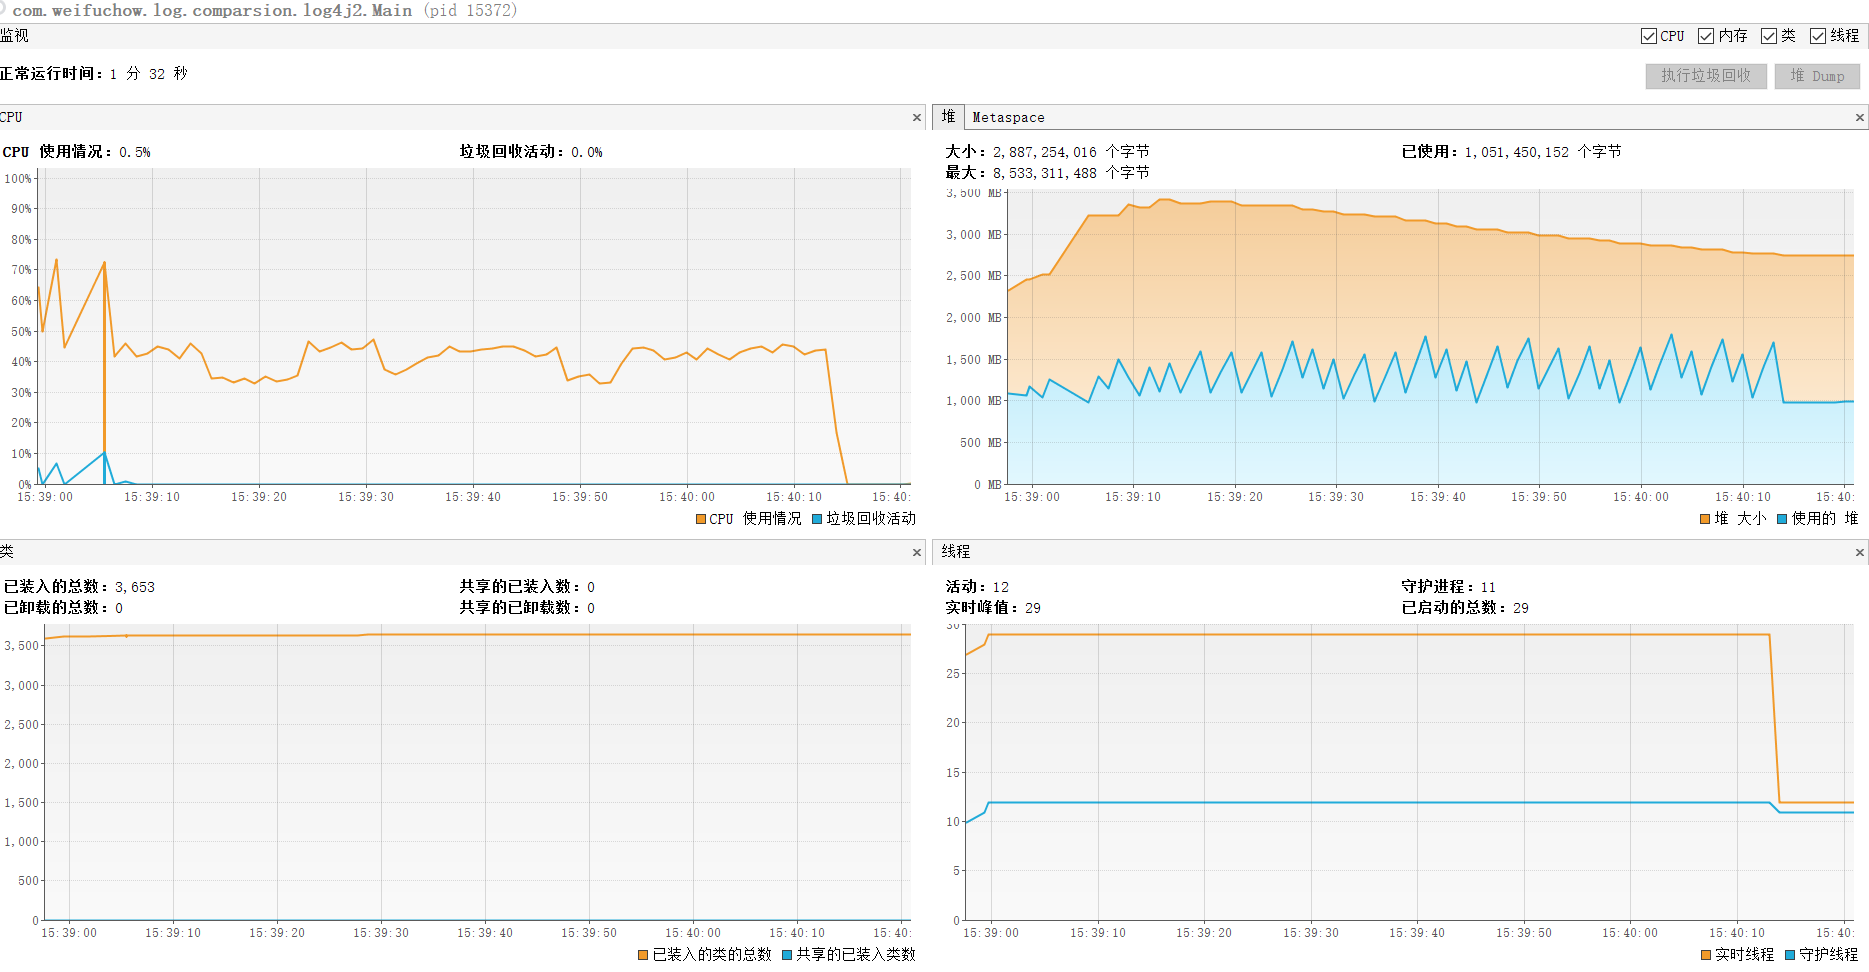 com.weifuchow.log.comparsion.log4j2.Main (pid 15372)
监视
CPU 内存 类 线程
正常运行时间: 1 分 32 秒
执行垃圾回收 堆 Dump
CPU ×
CPU 使用情况: 0.5% 垃圾回收活动: 0.0%
100%
90%
80%
70%
60%
50%
40%
30%
20%
10%
0%
15:39:00 15:39:10 15:39:20 15:39:30 15:39:40 15:39:50 15:40:00 15:40:10 15:40:
CPU 使用情况 垃圾回收活动
堆 Metaspace ×
大小: 2,887,254,016 个字节 已使用: 1,051,450,152 个字节
最大: 8,533,311,488 个字节
3,500 MB
3,000 MB
2,500 MB
2,000 MB
1,500 MB
1,000 MB
500 MB
0 MB
15:39:00 15:39:10 15:39:20 15:39:30 15:39:40 15:39:50 15:40:00 15:40:10 15:40:
堆 大小 使用的 堆
类 ×
已装入的总数: 3,653 共享的已装入数: 0
已卸载的总数: 0 共享的已卸载数: 0
3,500
3,000
2,500
2,000
1,500
1,000
500
0
15:39:00 15:39:10 15:39:20 15:39:30 15:39:40 15:39:50 15:40:00 15:40:10 15:40:
已装入的类的总数 共享的已装入类数
线程 ×
活动: 12 守护进程: 11
实时峰值: 29 已启动的总数: 29
30
25
20
15
10
5
0
15:39:00 15:39:10 15:39:20 15:39:30 15:39:40 15:39:50 15:40:00 15:40:10 15:40:
实时线程 守护线程